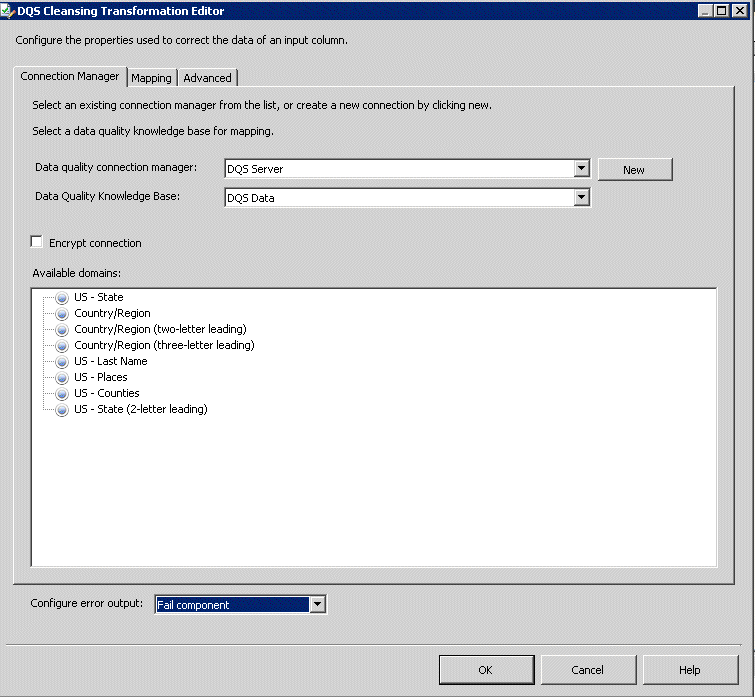 DQS Cleansing Transformation Editor
Configure the properties used to correct the data of an input column.
Connection Manager Mapping Advanced
Select an existing connection manager from the list, or create a new connection by clicking new.
Select a data quality knowledge base for mapping.
Data quality connection manager: DQS Server New
Data Quality Knowledge Base: DQS Data
Encrypt connection
Available domains:
US - State
Country/Region
Country/Region (two-letter leading)
Country/Region (three-letter leading)
US - Last Name
US - Places
US - Counties
US - State (2-letter leading)
Configure error output: Fail component
OK Cancel Help